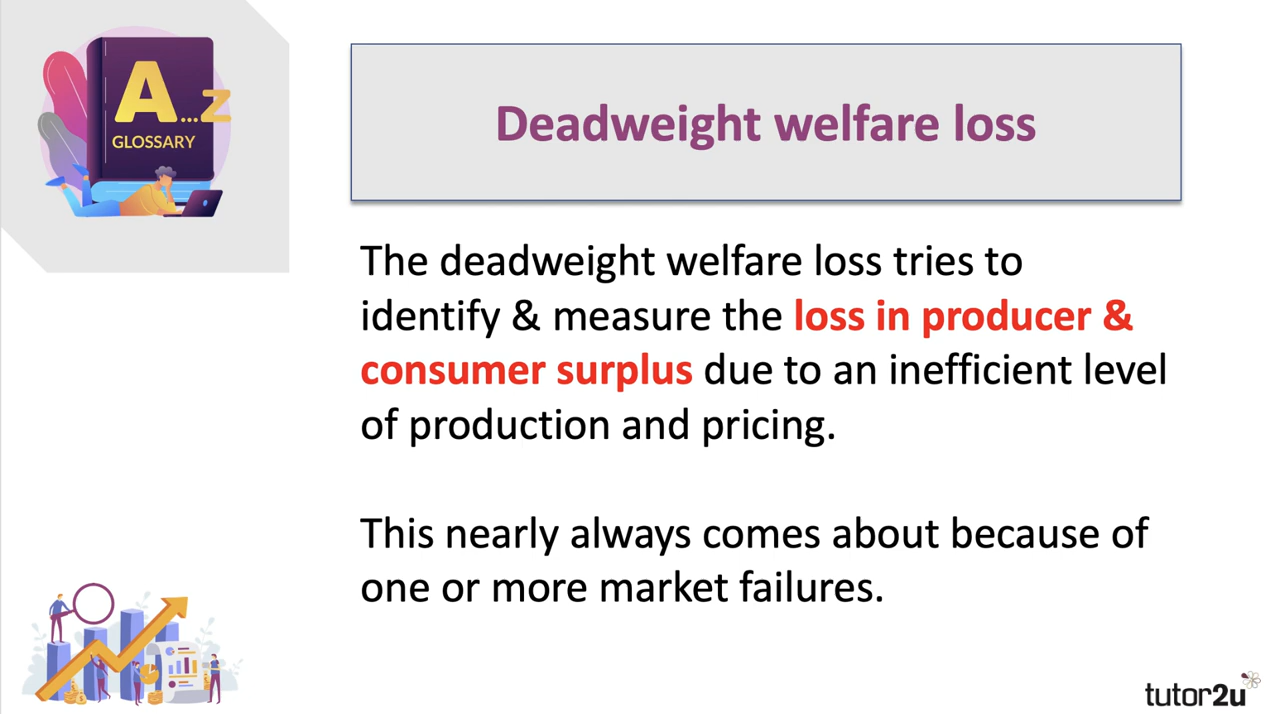 A...Z
GLOSSARY
Deadweight welfare loss
The deadweight welfare loss tries to
identify & measure the loss in producer &
consumer surplus due to an inefficient level
of production and pricing.
This nearly always comes about because of
one or more market failures.
tutor2u